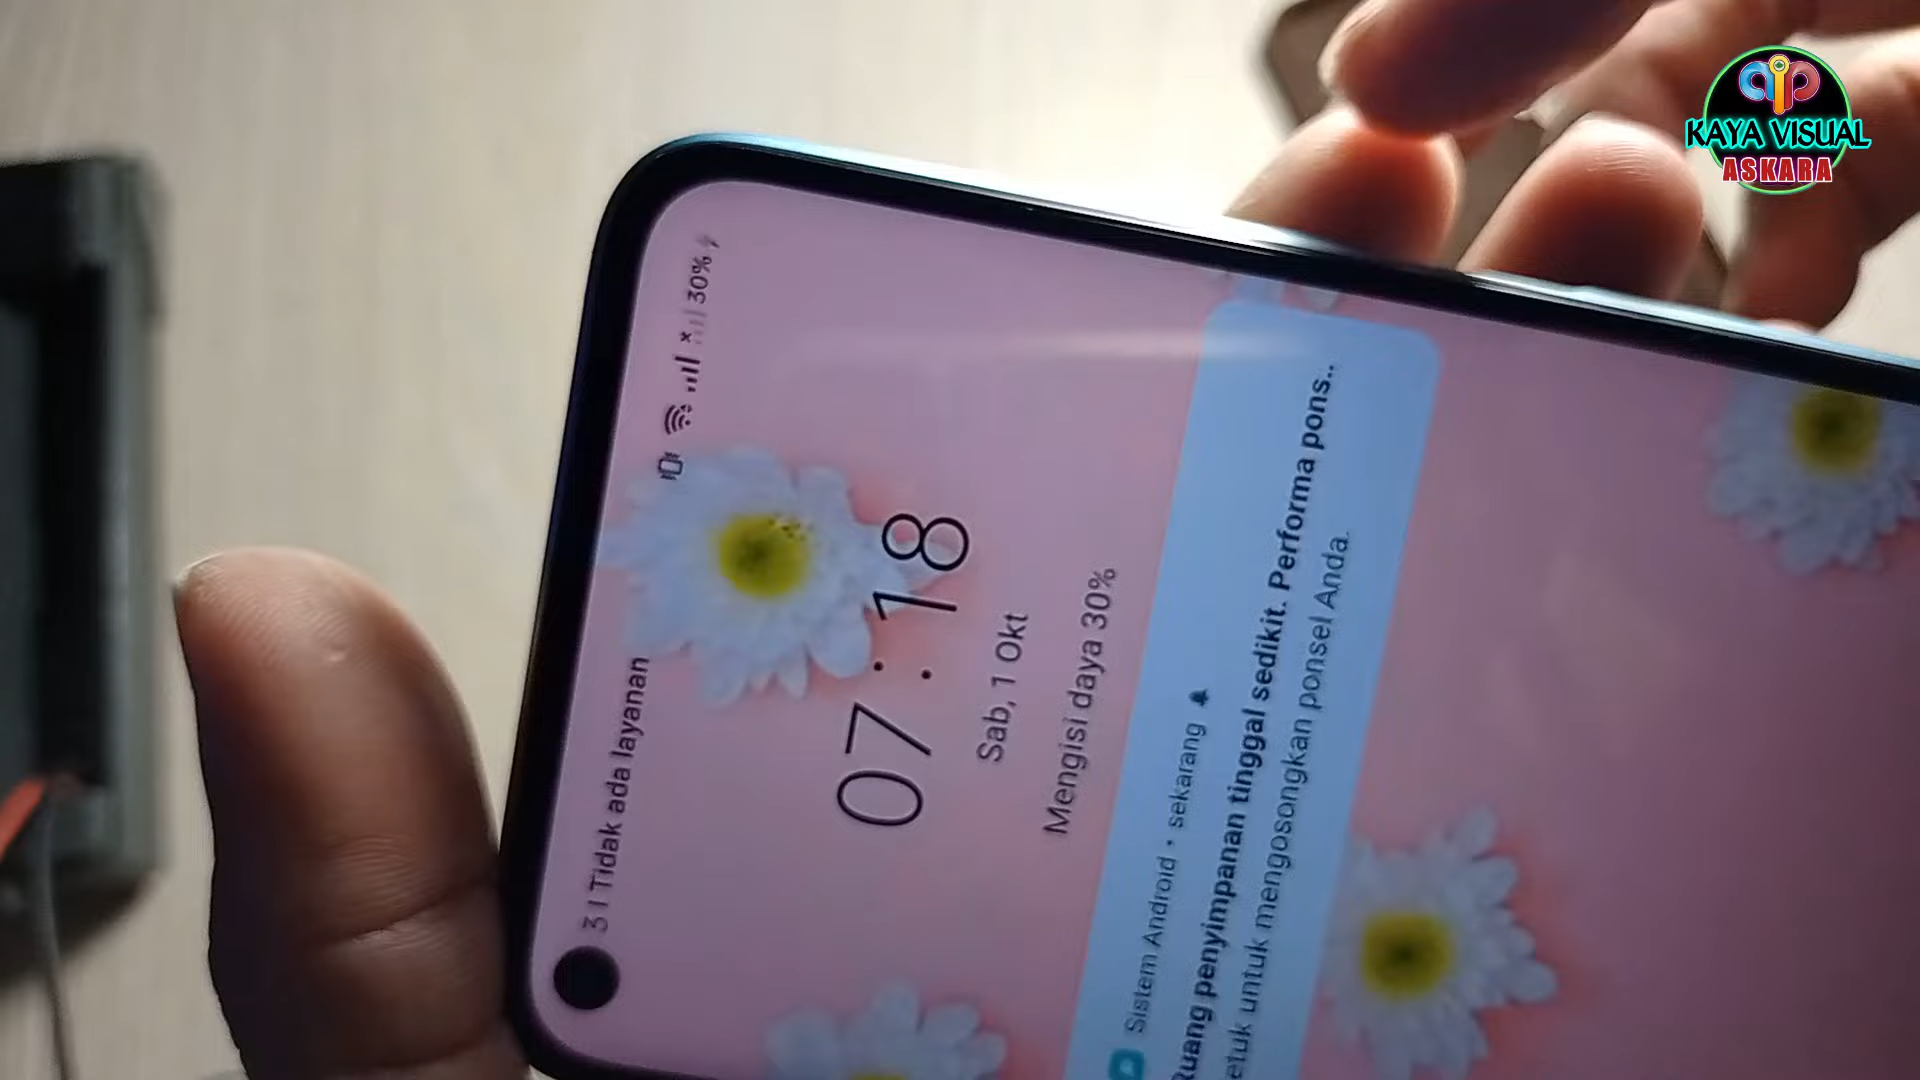 3 | Tidak ada layanan
30%
07:18
Sab, 1 Okt
Mengisi daya 30%
Sistem Android • sekarang
Ruang penyimpanan tinggal sedikit. Performa pons..
etuk untuk mengosongkan ponsel Anda.
KAYA VISUAL
ASKARA